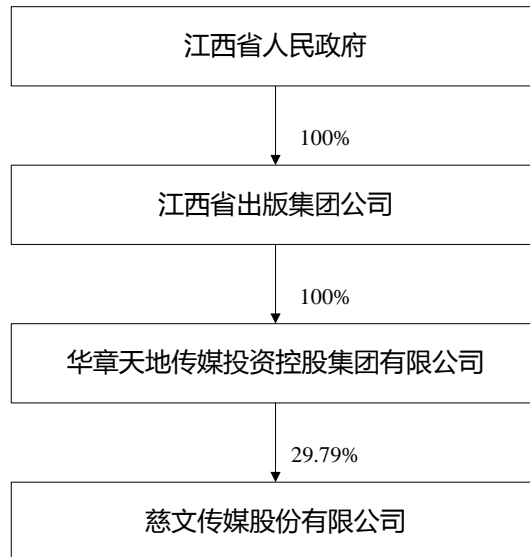 江西省人民政府
100%
江西省出版集团公司
100%
华章天地传媒投资控股集团有限公司
29.79%
慈文传媒股份有限公司